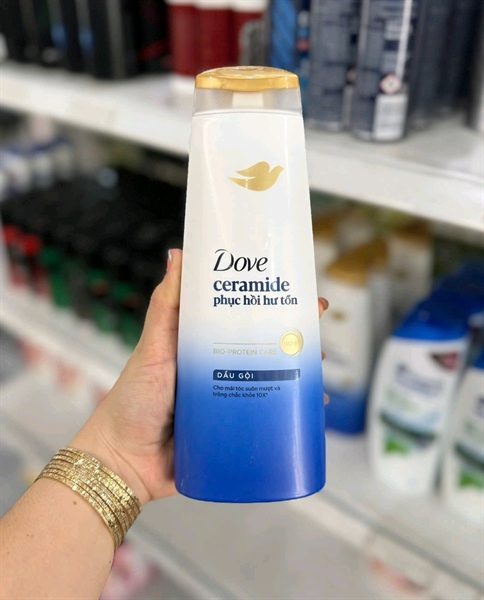 Dove
ceramide
phục hồi hư tổn
BIO-PROTEIN CARE
DẦU GỘI
Cho mái tóc suôn mượt và
trông chắc khỏe 10X*